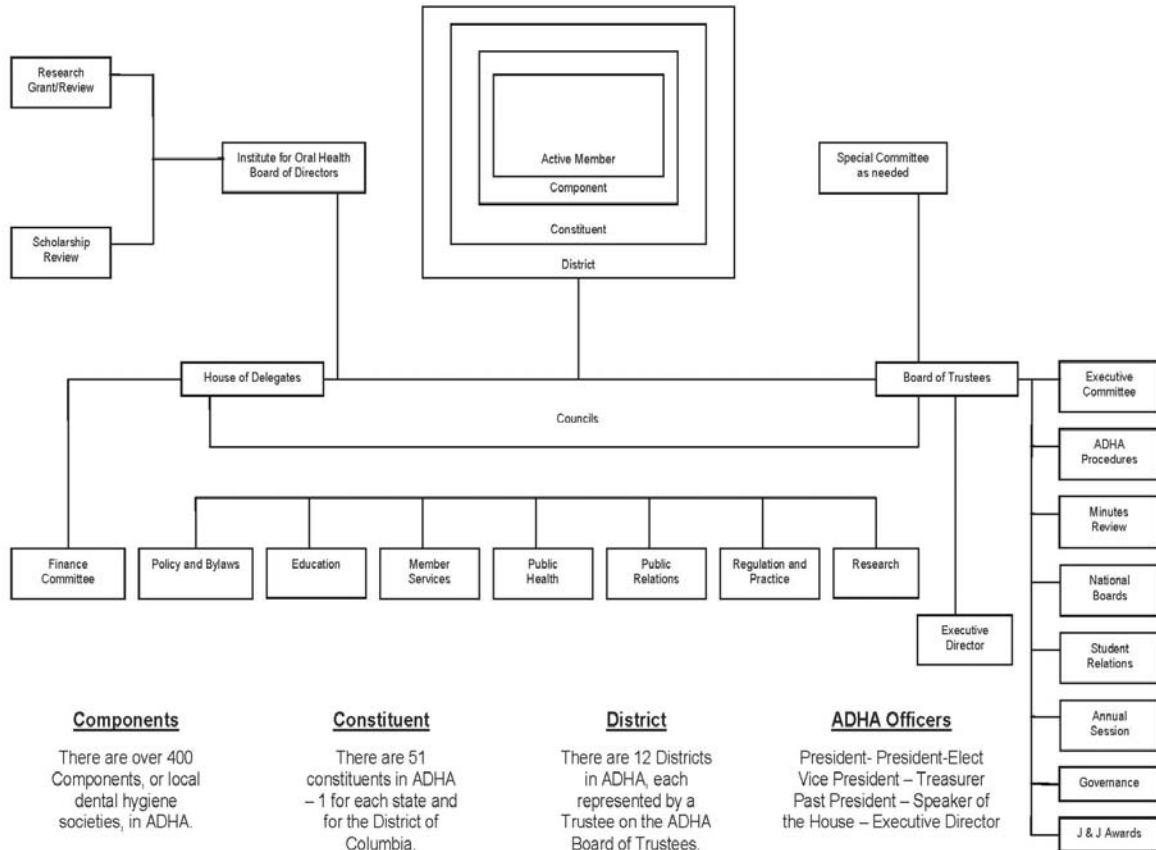 Research
Grant/Review
Institute for Oral Health
Board of Directors
Scholarship
Review
Active Member
Component
Constituent
District
Special Committee
as needed
House of Delegates
Board of Trustees
Councils
Executive
Committee
ADHA
Procedures
Minutes
Review
National
Boards
Student
Relations
Annual
Session
Governance
J & J Awards
Finance
Committee
Policy and Bylaws
Education
Member
Services
Public
Health
Public
Relations
Regulation and
Practice
Research
Executive
Director
Components
There are over 400
Components, or local
dental hygiene
societies, in ADHA.
Constituent
There are 51
constituents in ADHA
– 1 for each state and
for the District of
Columbia.
District
There are 12 Districts
in ADHA, each
represented by a
Trustee on the ADHA
Board of Trustees.
ADHA Officers
President- President-Elect
Vice President – Treasurer
Past President – Speaker of
the House – Executive Director